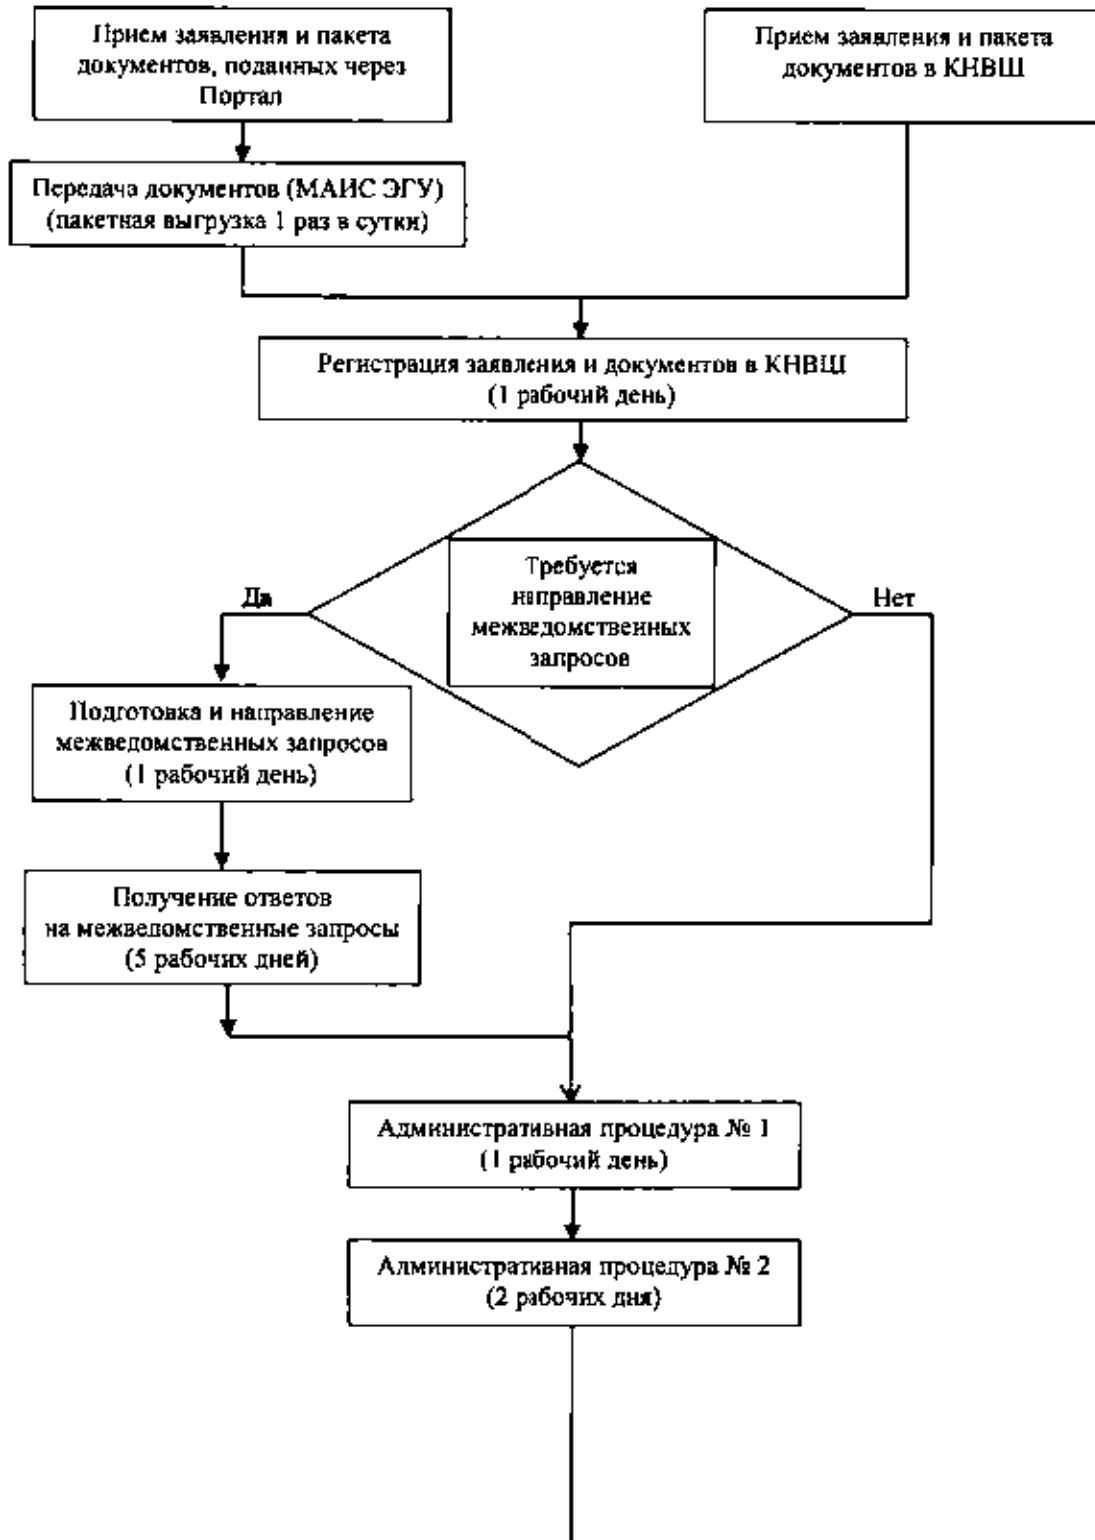 Прием заявления и пакета
документов, поданных через
Портал
Прием заявления и пакета
документов в КНВШ
Передача документов (МАИС ЭГУ)
(пакетная выгрузка 1 раз в сутки)
Регистрация заявления и документов в КНВШ
(1 рабочий день)
Требуется
направление
межведомственных
запросов
Да
Нет
Подготовка и направление
межведомственных запросов
(1 рабочий день)
Получение ответов
на межведомственные запросы
(5 рабочих дней)
Административная процедура № 1
(1 рабочий день)
Административная процедура № 2
(2 рабочих дня)